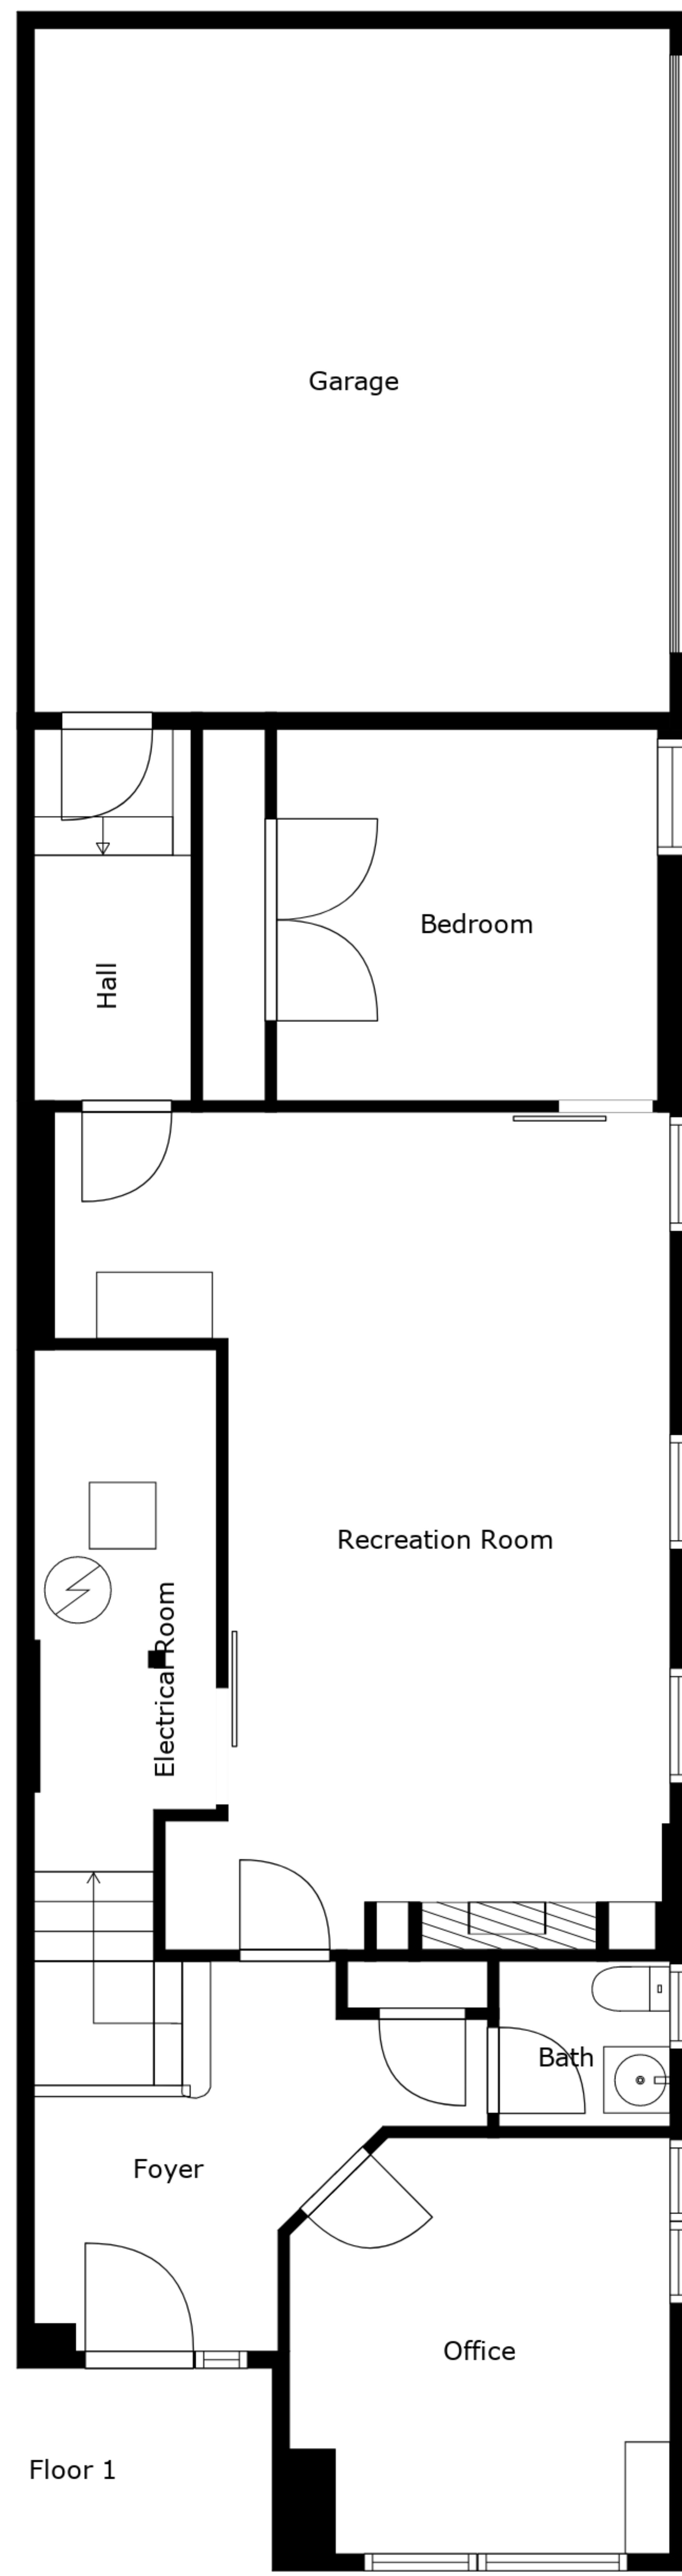 Garage
Bedroom
Hall
Recreation Room
Electrical Room
Bath
Foyer
Office
Floor 1